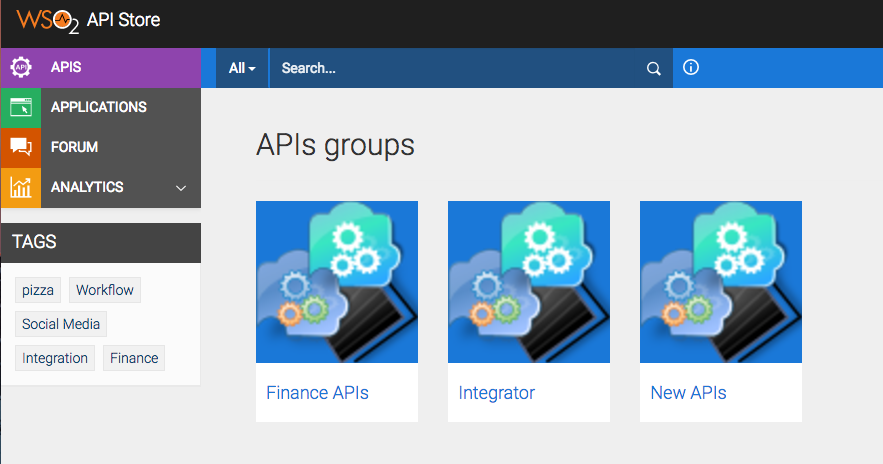 WSO2 API Store
API APIS
All Search...
APPLICATIONS
FORUM
ANALYTICS
TAGS
pizza Workflow
Social Media
Integration Finance
APIs groups
Finance APIs
Integrator
New APIs